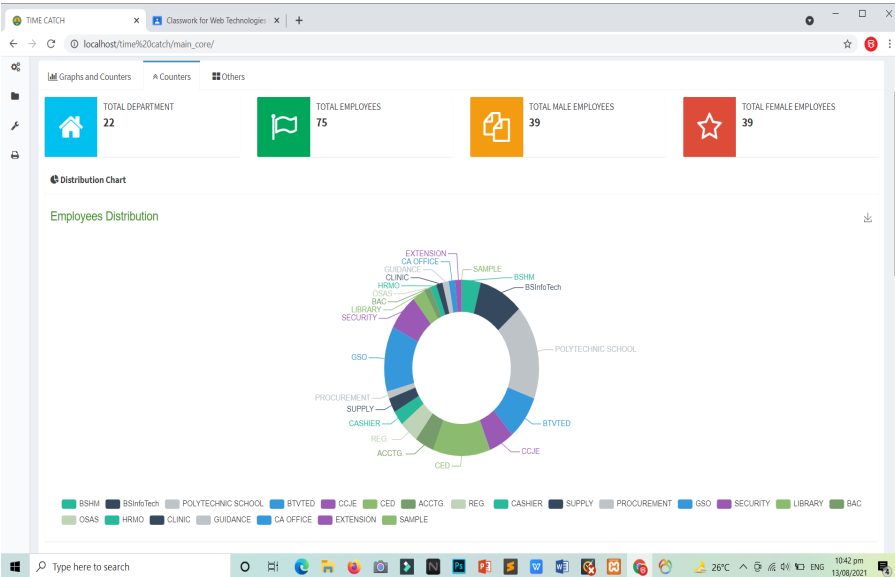 TIME CATCH
Classwork for Web Technologies
localhost/time%20catch/main_core/
Graphs and Counters
Counters
Others
TOTAL DEPARTMENT
22
TOTAL EMPLOYEES
75
TOTAL MALE EMPLOYEES
39
TOTAL FEMALE EMPLOYEES
39
Distribution Chart
Employees Distribution
EXTENSION
CA OFFICE
GUIDANCE
CLINIC
HRMO
OSAS
BAC
LIBRARY
SECURITY
GSO
PROCUREMENT
SUPPLY
CASHIER
REG.
ACCTG.
CED
SAMPLE
BSHM
BSInfoTech
POLYTECHNIC SCHOOL
BTVTED
CCJE
BSHM BSInfoTech POLYTECHNIC SCHOOL BTVTED CCJE CED ACCTG. REG. CASHIER SUPPLY PROCUREMENT GSO SECURITY LIBRARY BAC
OSAS HRMO CLINIC GUIDANCE CA OFFICE EXTENSION SAMPLE
Type here to search
26°C
ENG
10:42 pm
13/08/2021